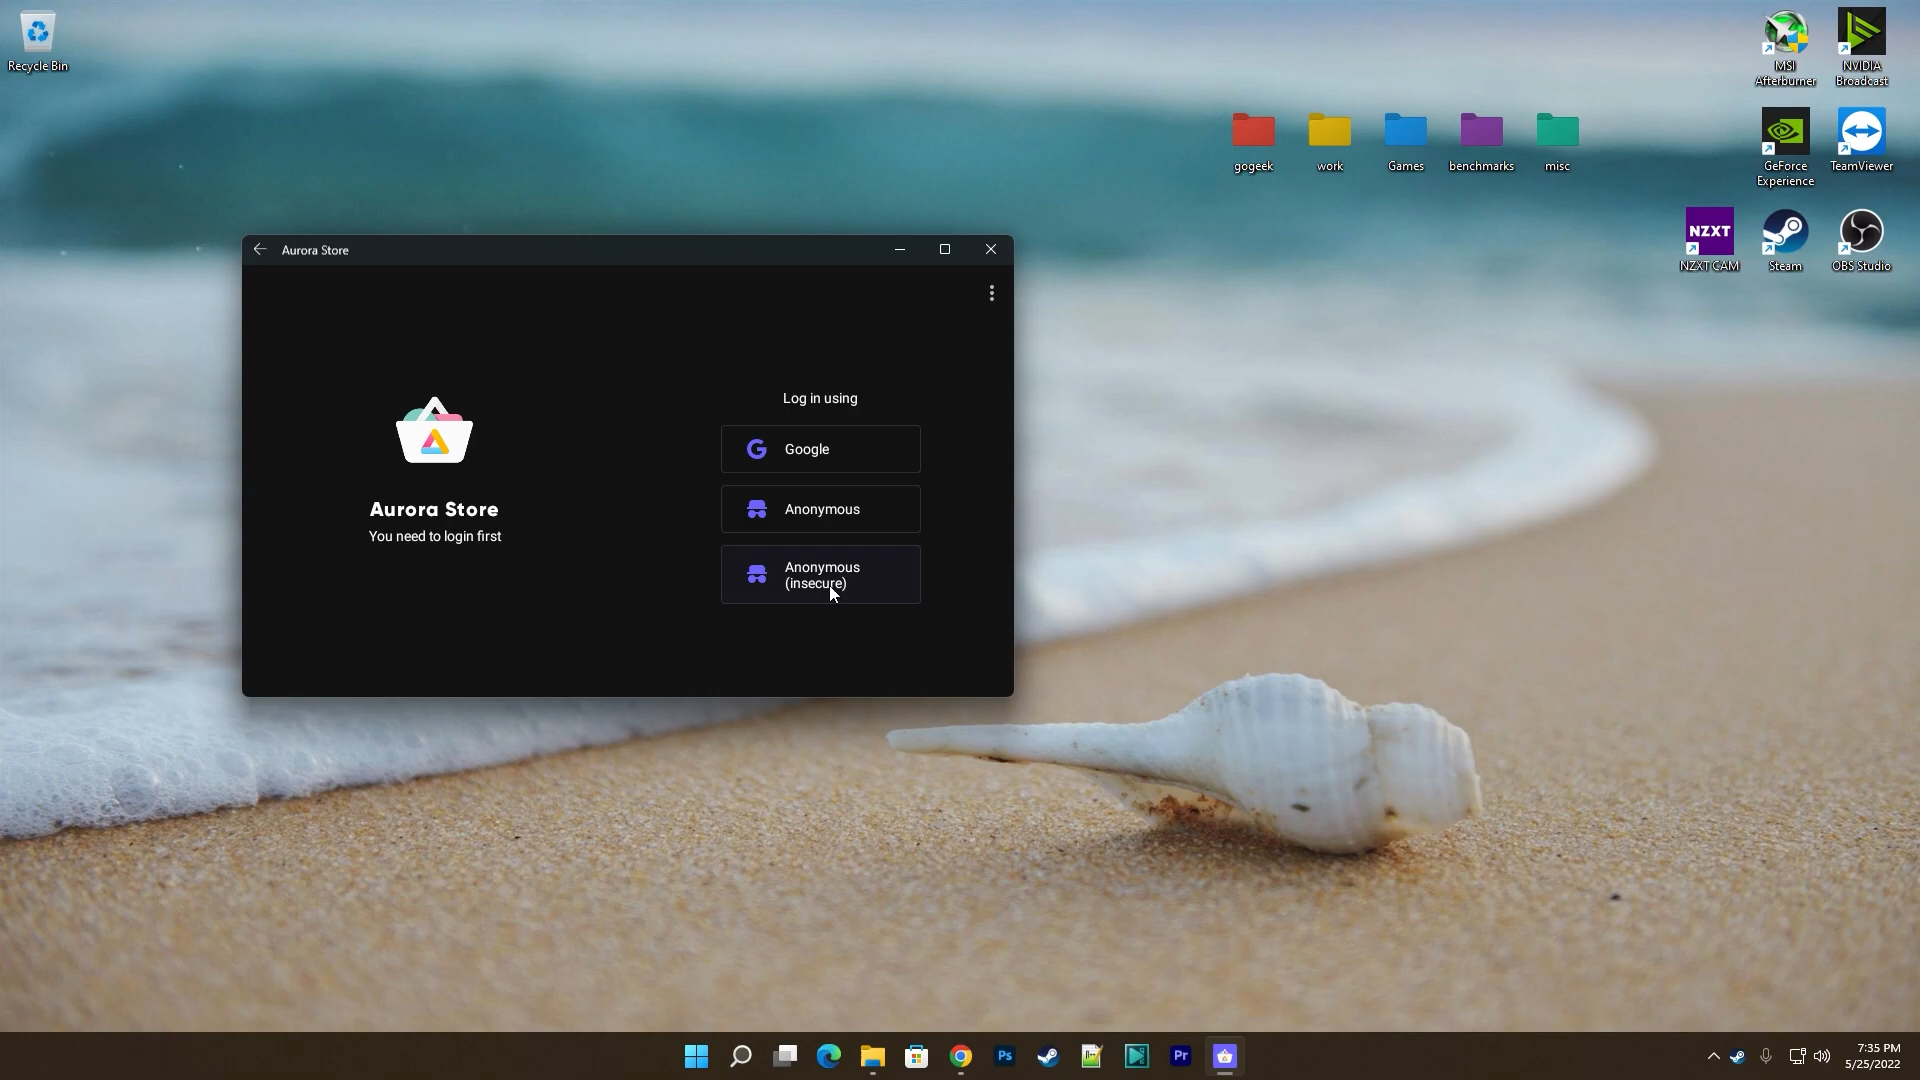 Recycle Bin
MSI
Afterburner
NVIDIA
Broadcast
gogeek
work
Games
benchmarks
misc
GeForce
Experience
TeamViewer
NZXT
NZXT CAM
Steam
OBS Studio
Aurora Store
Log in using
Google
Anonymous
Anonymous
(insecure)
Aurora Store
You need to login first
Ps
Pr
7:35 PM
5/25/2022